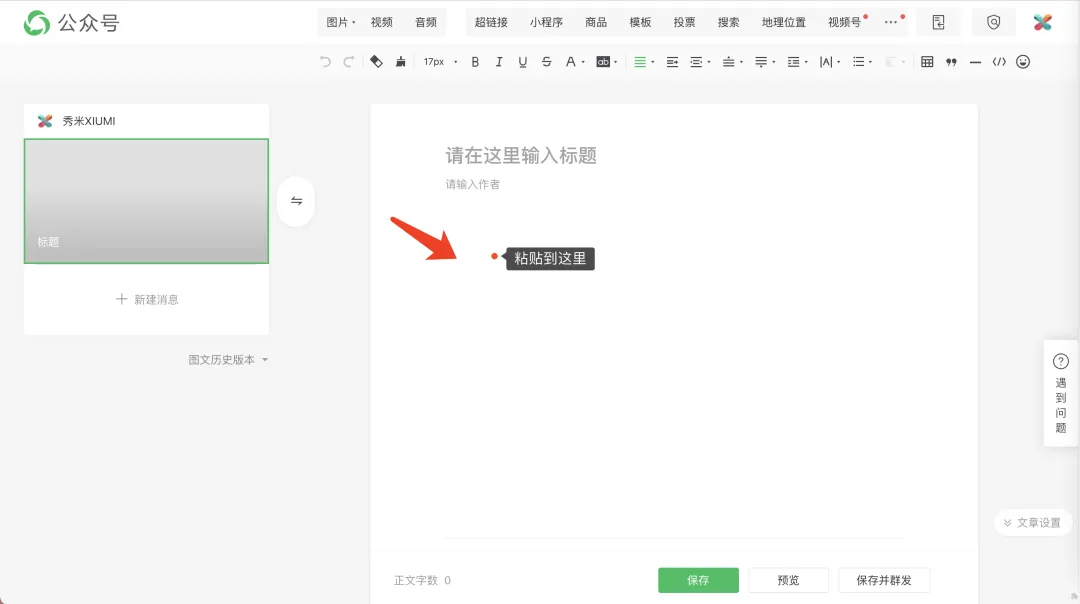 公众号
图片 视频 音频 超链接 小程序 商品 模板 投票 搜索 地理位置 视频号 •••
17px B I U S A ab |A|
秀米XIUMI
标题
新建消息
图文历史版本
请在这里输入标题
请输入作者
粘贴到这里
遇到问题
文章设置
正文字数 0
保存 预览 保存并群发